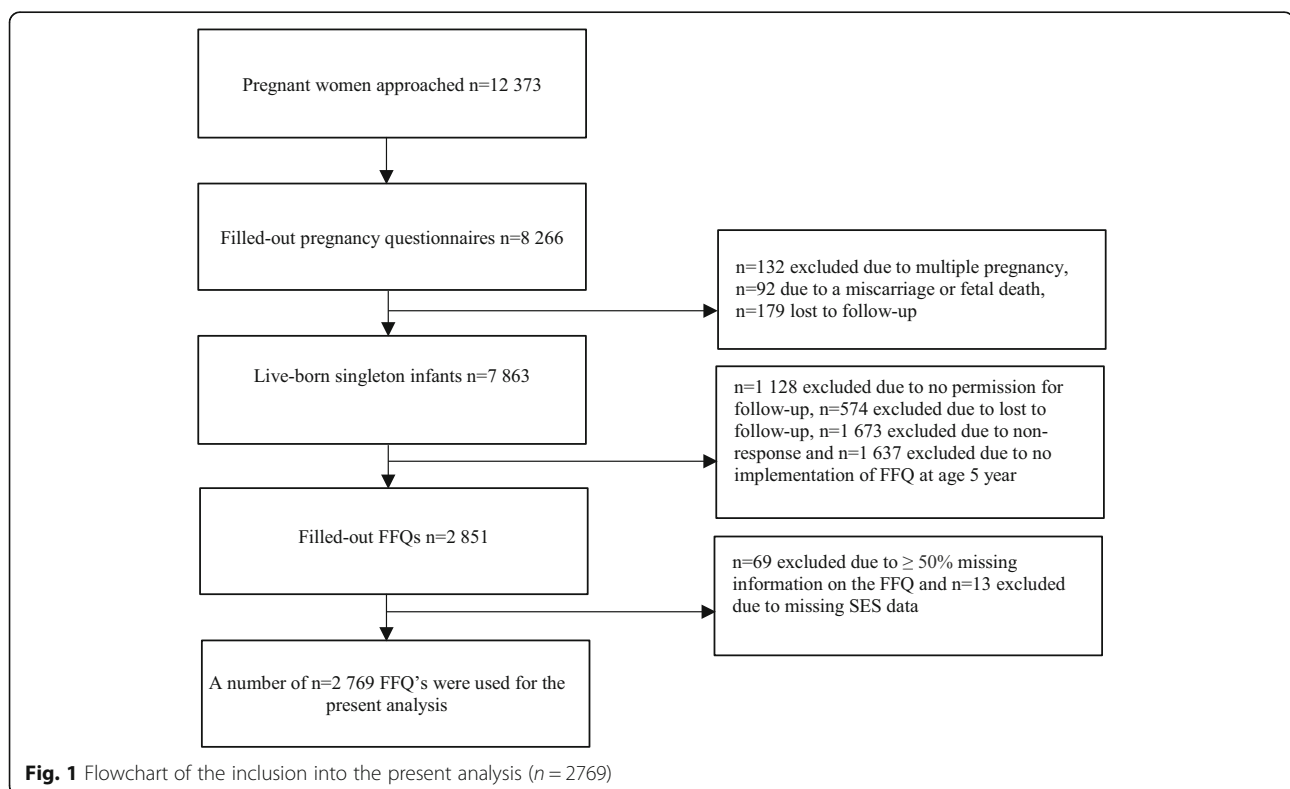 Pregnant women approached n=12 373
Filled-out pregnancy questionnaires n=8 266
n=132 excluded due to multiple pregnancy,
n=92 due to a miscarriage or fetal death,
n=179 lost to follow-up
Live-born singleton infants n=7 863
n=1 128 excluded due to no permission for
follow-up, n=574 excluded due to lost to
follow-up, n=1 673 excluded due to non-
response and n=1 637 excluded due to no
implementation of FFQ at age 5 year
Filled-out FFQs n=2 851
n=69 excluded due to ≥ 50% missing
information on the FFQ and n=13 excluded
due to missing SES data
A number of n=2 769 FFQ's were used for the
present analysis
Fig. 1 Flowchart of the inclusion into the present analysis (n = 2769)